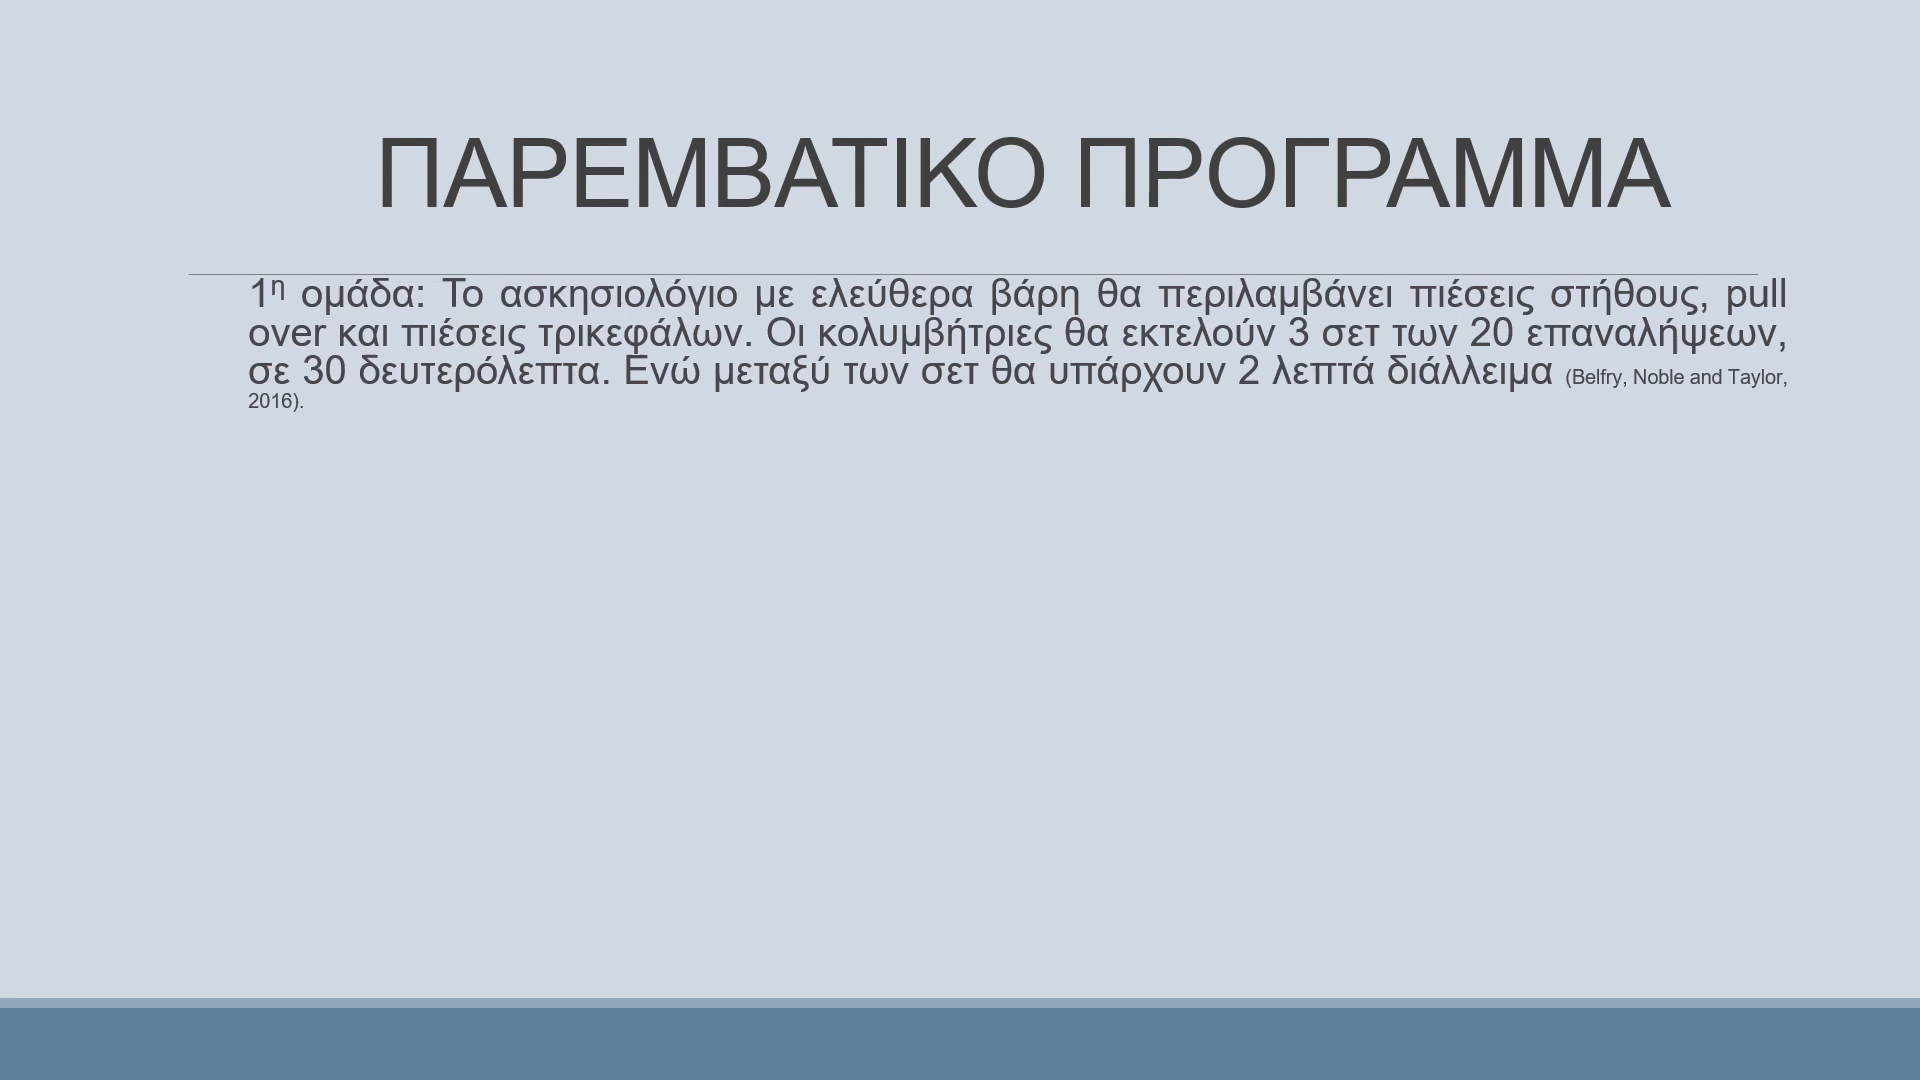 ΠΑΡΕΜΒΑΤΙΚΟ ΠΡΟΓΡΑΜΜΑ
1η ομάδα: Το ασκησιολόγιο με ελεύθερα βάρη θα περιλαμβάνει πιέσεις στήθους, pull
over και πιέσεις τρικεφάλων. Οι κολυμβήτριες θα εκτελούν 3 σετ των 20 επαναλήψεων,
σε 30 δευτερόλεπτα. Ενώ μεταξύ των σετ θα υπάρχουν 2 λεπτά διάλλειμα (Belfry, Noble and Taylor,
2016).